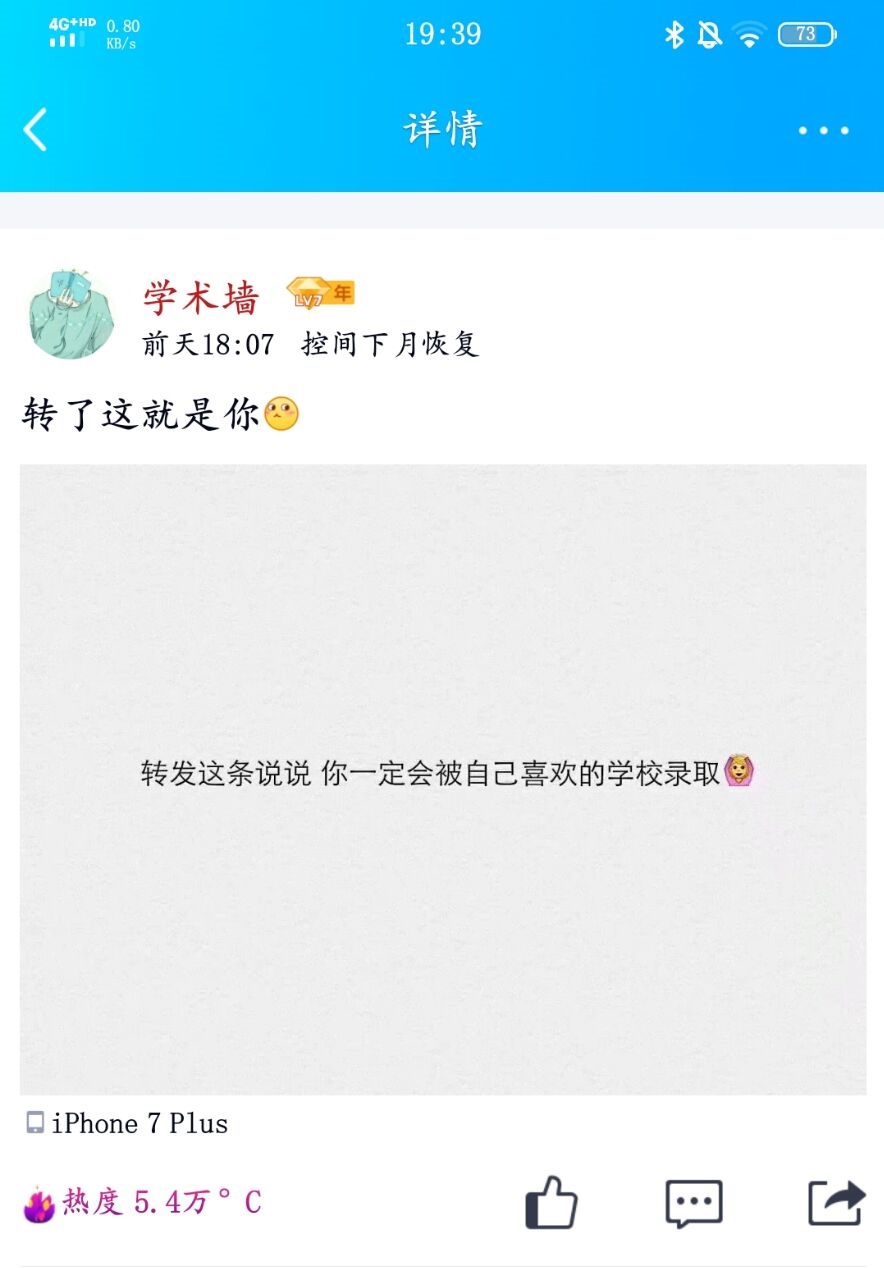 4G+HD 0.80 KB/s 19:39 73
详情
学术墙 LV7 年
前天18:07 控间下月恢复
转了这就是你
转发这条说说 你一定会被自己喜欢的学校录取
iPhone 7 Plus
热度 5.4万°C